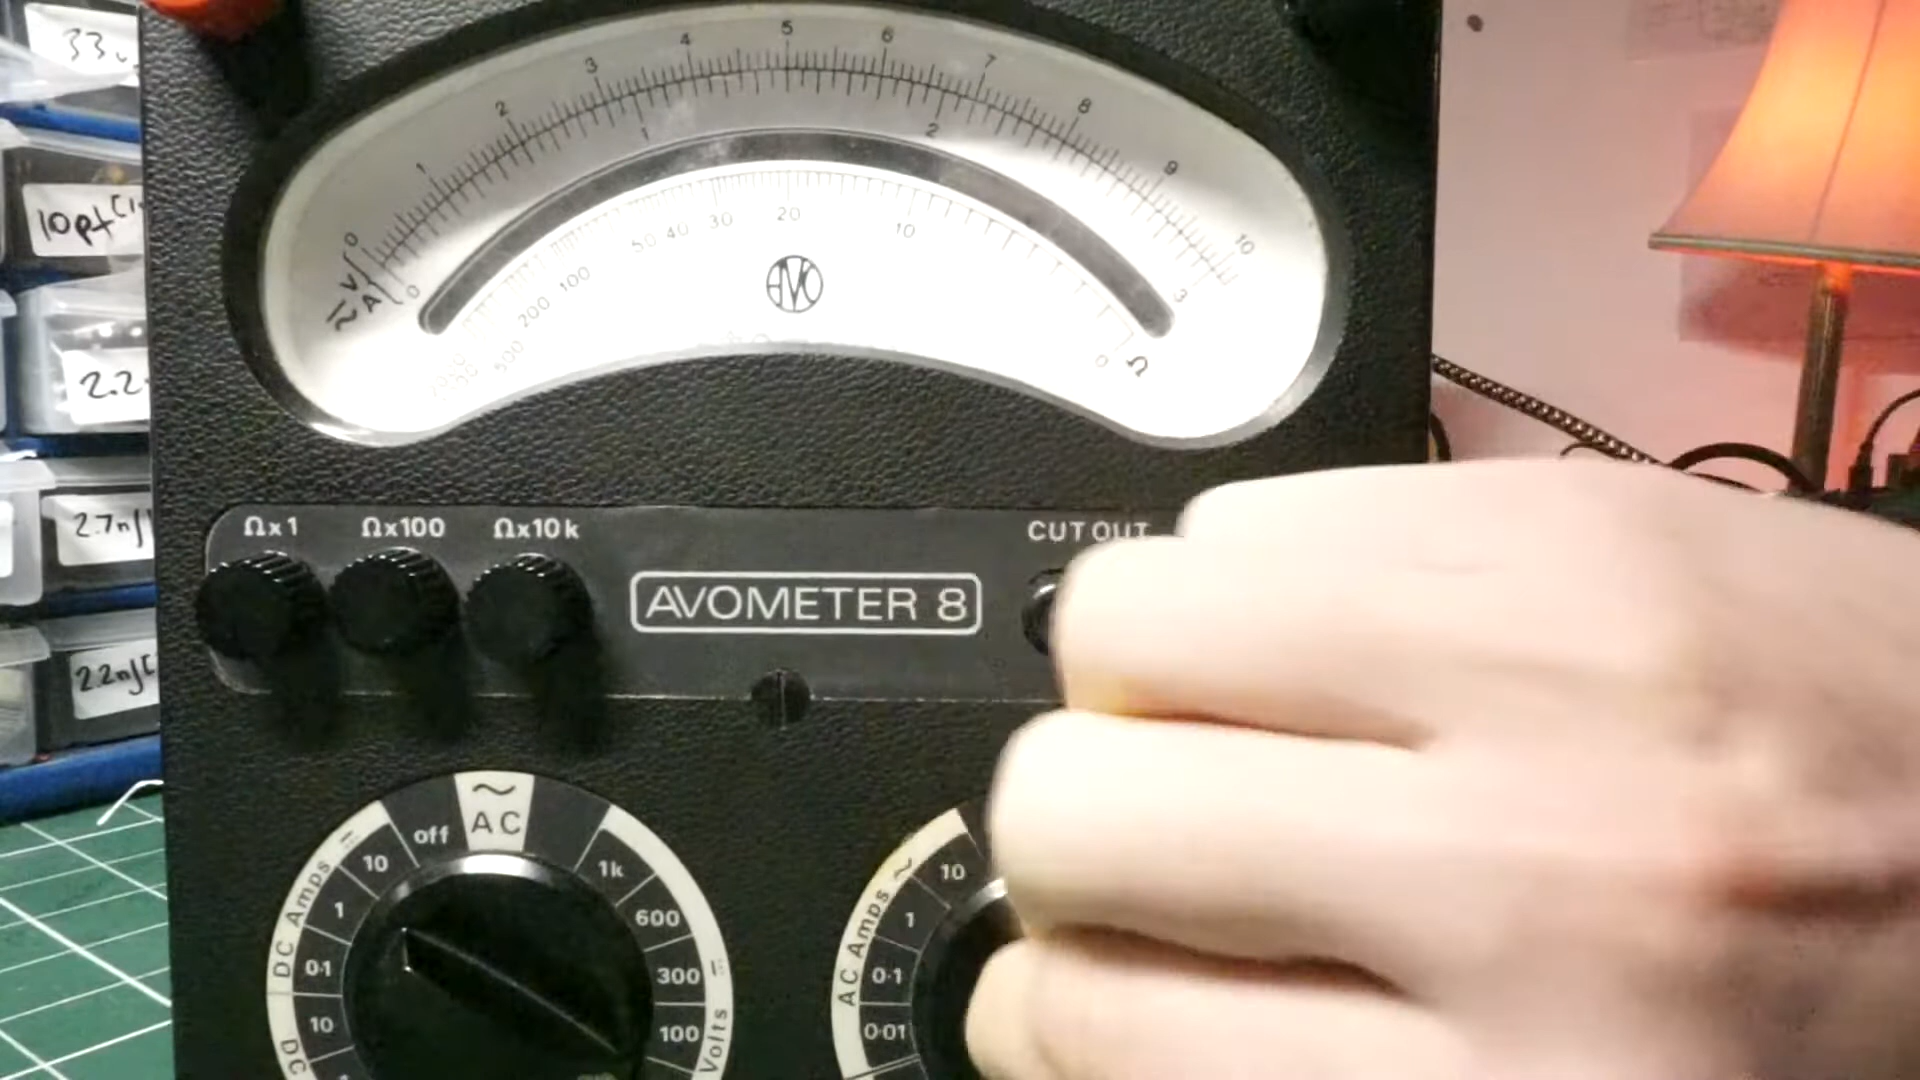 33
10pf
2.2
2.7n
2.2n
0 1 2 3 4 5 6 7 8 9 10
V
A
0 1 2 3
500 200 100 50 40 30 20 10 0 Ω
AVO
Ωx1 Ωx100 Ωx10k
CUT OUT
AVOMETER 8
DC Amps
10
1
0·1
10
DC
off
AC
1k
600
300
100
Volts
AC Amps
10
1
0·1
0·01